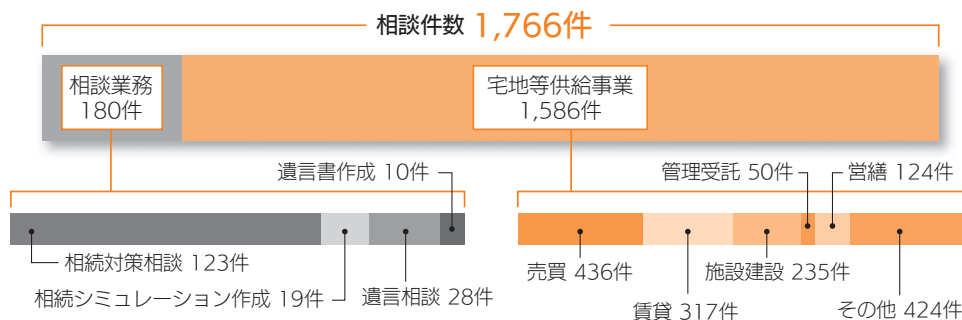 相談件数 1,766件
相談業務
180件
宅地等供給事業
1,586件
遺言書作成 10件
管理受託 50件
営繕 124件
相続対策相談 123件
相続シミュレーション作成 19件
遺言相談 28件
売買 436件
施設建設 235件
賃貸 317件
その他 424件